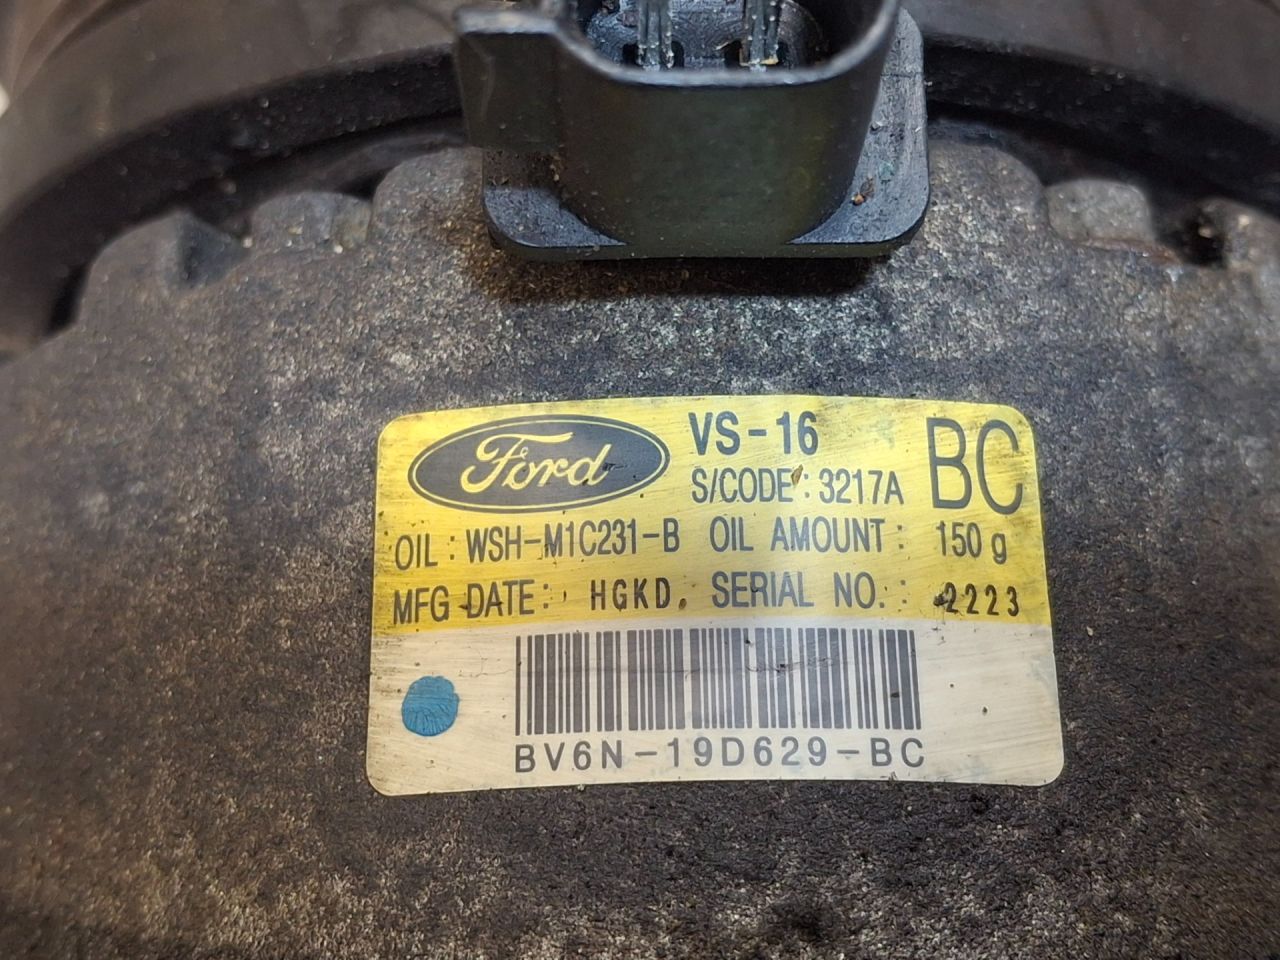 Ford VS-16 BC
S/CODE : 3217A
OIL : WSH-M1C231-B OIL AMOUNT : 150 g
MFG DATE : HGKD SERIAL NO. : 2223
BV6N-19D629-BC